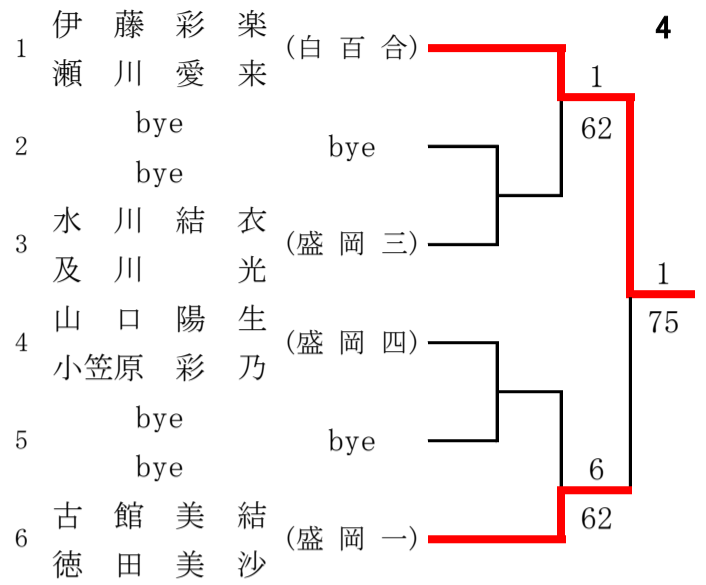 4
伊藤彩楽
1 (白百合)
瀬川愛来
1
62
bye
2 bye
bye
水川結衣
3 (盛岡三)
及川光
1
75
山口陽生
4 (盛岡四)
小笠原彩乃
bye
5 bye
bye
6
62
古館美結
6 (盛岡一)
徳田美沙